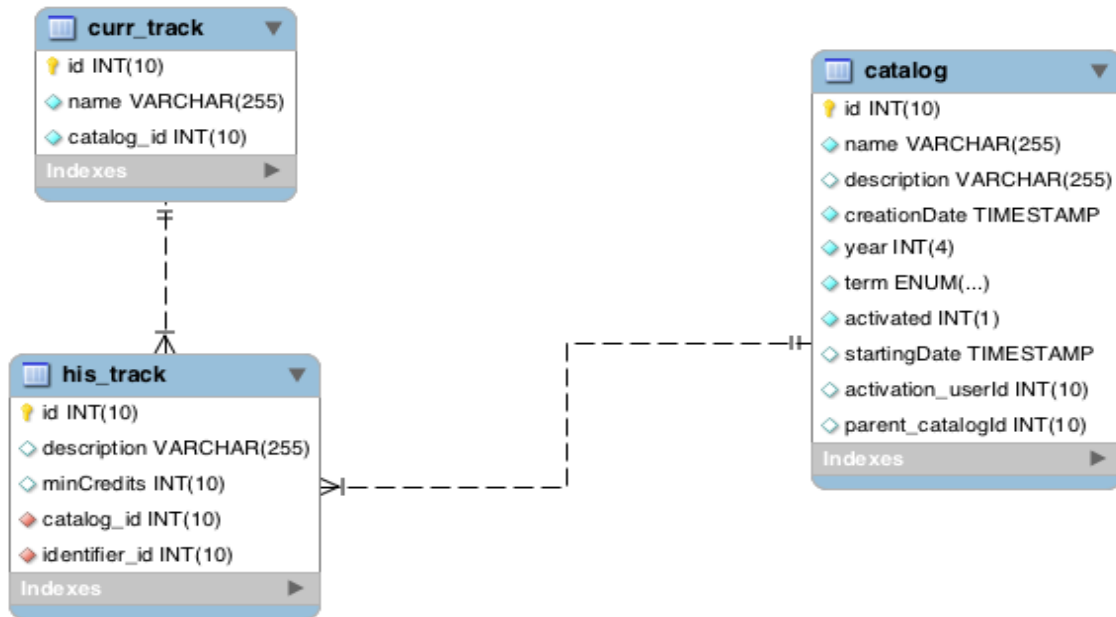 curr_track
id INT(10)
name VARCHAR(255)
catalog_id INT(10)
Indexes
catalog
id INT(10)
name VARCHAR(255)
description VARCHAR(255)
creationDate TIMESTAMP
year INT(4)
term ENUM(...)
activated INT(1)
startingDate TIMESTAMP
activation_userId INT(10)
parent_catalogId INT(10)
Indexes
his_track
id INT(10)
description VARCHAR(255)
minCredits INT(10)
catalog_id INT(10)
identifier_id INT(10)
Indexes